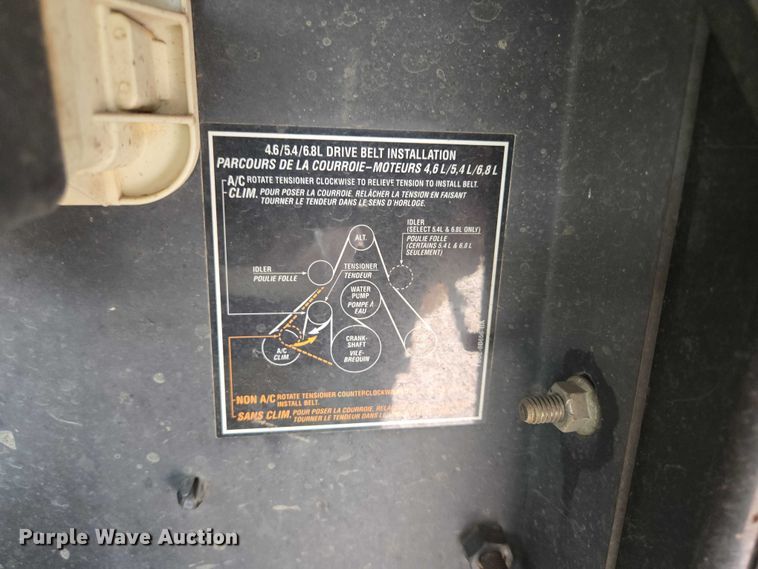 4.6/5.4/6.8L DRIVE BELT INSTALLATION
PARCOURS DE LA COURROIE-MOTEURS 4,6 L/5,4 L/6,8 L
A/C ROTATE TENSIONER CLOCKWISE TO RELIEVE TENSION TO INSTALL BELT.
CLIM. POUR POSER LA COURROIE, RELÂCHER LA TENSION EN FAISANT
TOURNER LE TENDEUR DANS LE SENS D'HORLOGE.
IDLER
(SELECT 5.4L & 6.8L ONLY)
POULIE FOLLE
(CERTAINS 5.4 L & 6.8 L
SEULEMENT)
ALT.
IDLER
POULIE FOLLE
TENSIONER
TENDEUR
WATER
PUMP
POMPE À
EAU
A/C
CLIM.
CRANK-
SHAFT
VILE-
BREQUIN
NON A/C ROTATE TENSIONER
INSTALL BELT.
SANS CLIM. POUR POSER LA COURROIE,
TOURNER LE TENDEUR DANS
Purple Wave Auction